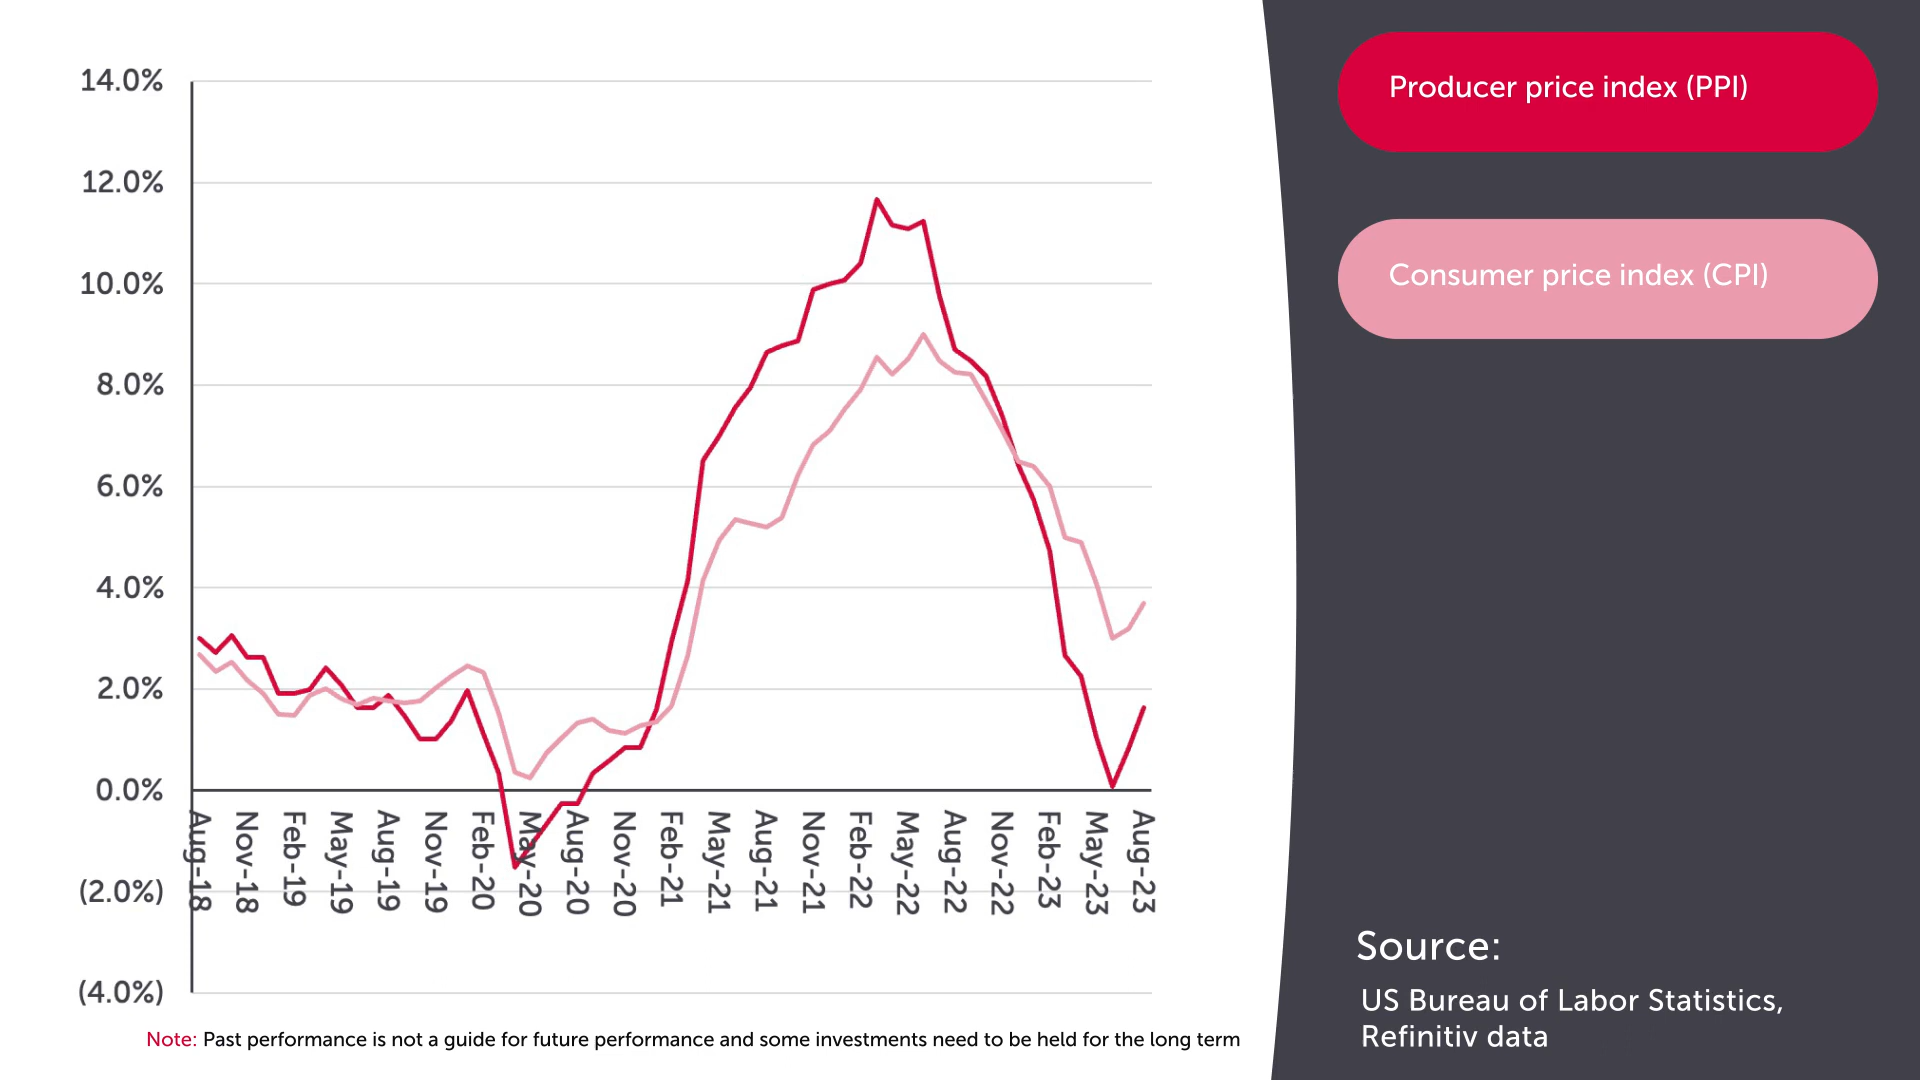 14.0%
12.0%
10.0%
8.0%
6.0%
4.0%
2.0%
0.0%
(2.0%)
(4.0%)
Aug-18
Nov-18
Feb-19
May-19
Aug-19
Nov-19
Feb-20
May-20
Aug-20
Nov-20
Feb-21
May-21
Aug-21
Nov-21
Feb-22
May-22
Aug-22
Nov-22
Feb-23
May-23
Aug-23
Note: Past performance is not a guide for future performance and some investments need to be held for the long term
Producer price index (PPI)
Consumer price index (CPI)
Source:
US Bureau of Labor Statistics,
Refinitiv data